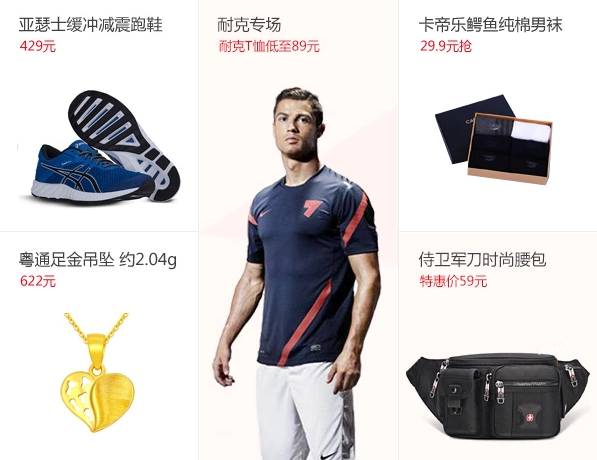 亚瑟士缓冲减震跑鞋
429元
耐克专场
耐克T恤低至89元
卡帝乐鳄鱼纯棉男袜
29.9元抢
粤通足金吊坠 约2.04g
622元
侍卫军刀时尚腰包
特惠价59元